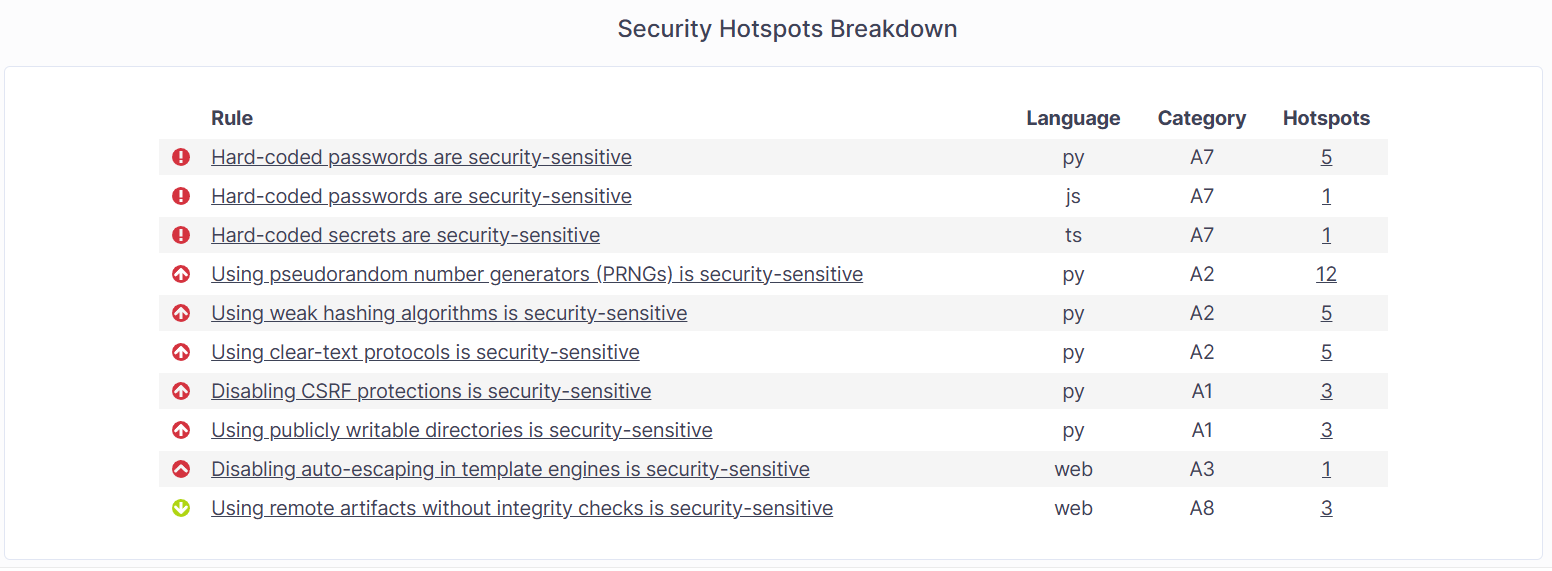 Security Hotspots Breakdown
Rule Language Category Hotspots
Hard-coded passwords are security-sensitive py A7 5
Hard-coded passwords are security-sensitive js A7 1
Hard-coded secrets are security-sensitive ts A7 1
Using pseudorandom number generators (PRNGs) is security-sensitive py A2 12
Using weak hashing algorithms is security-sensitive py A2 5
Using clear-text protocols is security-sensitive py A2 5
Disabling CSRF protections is security-sensitive py A1 3
Using publicly writable directories is security-sensitive py A1 3
Disabling auto-escaping in template engines is security-sensitive web A3 1
Using remote artifacts without integrity checks is security-sensitive web A8 3